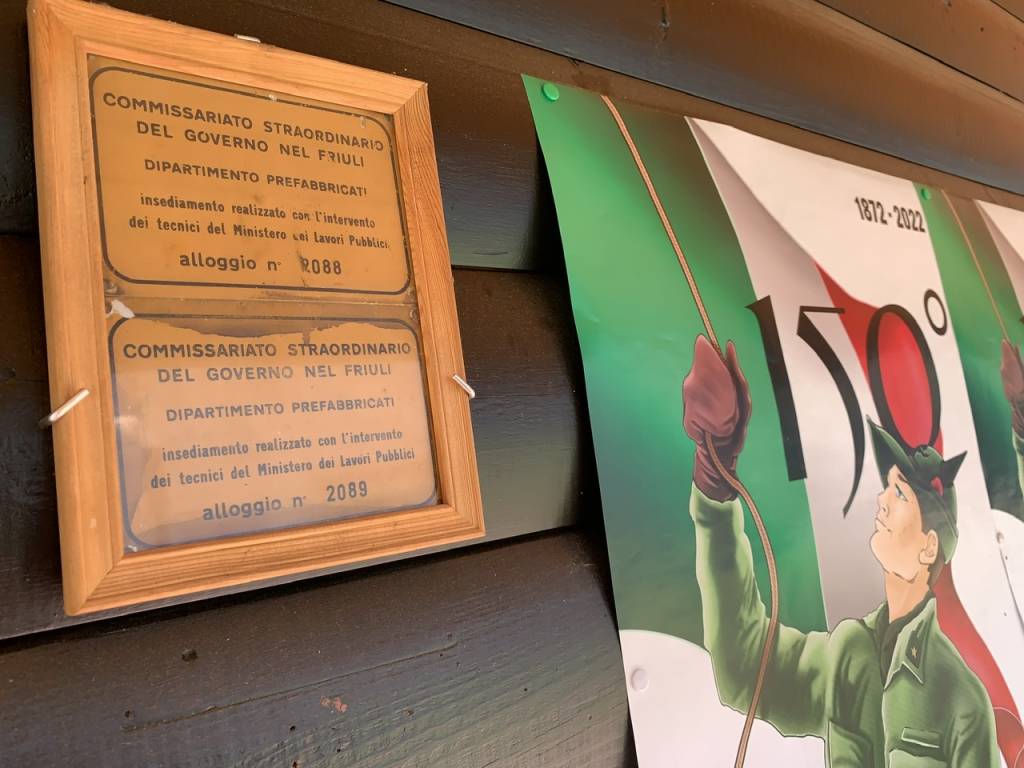 COMMISSARIATO STRAORDINARIO
DEL GOVERNO NEL FRIULI
DIPARTIMENTO PREFABBRICATI
insediamento realizzato con l'intervento
dei tecnici del Ministero dei Lavori Pubblici
alloggio n° 2088
COMMISSARIATO STRAORDINARIO
DEL GOVERNO NEL FRIULI
DIPARTIMENTO PREFABBRICATI
insediamento realizzato con l'intervento
dei tecnici del Ministero dei Lavori Pubblici
alloggio n° 2089
1872-2022
150°